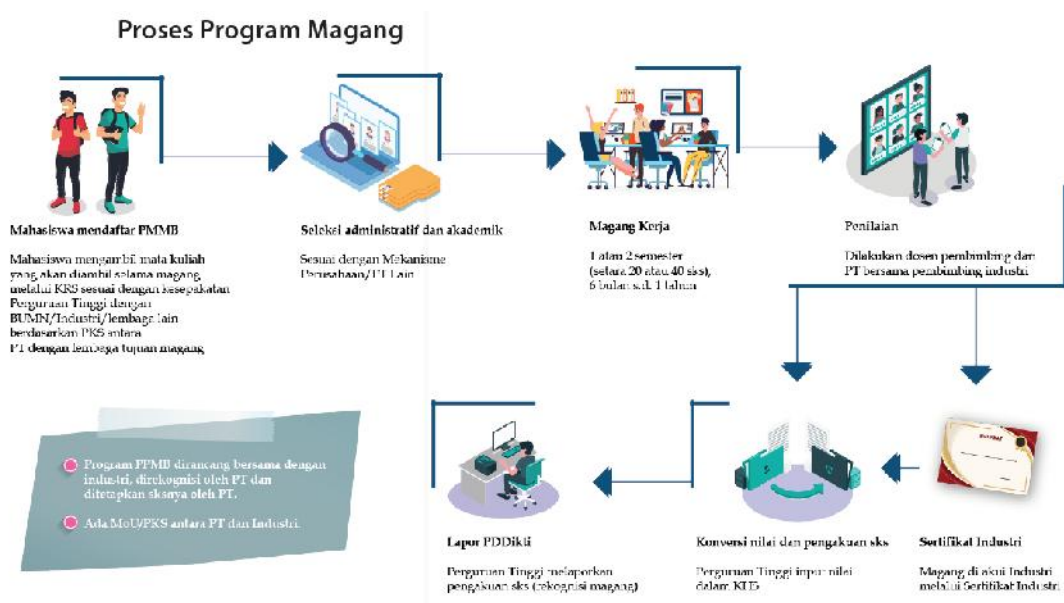 Proses Program Magang
Mahasiswa mendaftar PMMB
Mahasiswa mengambil mata kuliah
yang akan diambil selama magang
melalui KRS sesuai dengan kesepakatan
Perguruan Tinggi dengan
BUMN/Industri/lembaga lain
berdasarkan PKS antara
PT dengan lembaga tujuan magang
Seleksi administratif dan akademik
Sesuai dengan Mekanisme
Perusahaan/PT Lain
Magang Kerja
1 atau 2 semester
(setara 20 atau 40 sks),
6 bulan s.d. 1 tahun
Penilaian
Dilakukan dosen pembimbing dan
PT bersama pembimbing industri
Program PPMB dirancang bersama dengan
industri, direkognisi oleh PT dan
ditetapkan sksnya oleh PT.
Ada MoU/PKS antara PT dan Industri.
Lapor PDDikti
Perguruan Tinggi melaporkan
pengakuan sks (rekognisi magang)
Konversi nilai dan pengakuan sks
Perguruan Tinggi input nilai
dalam KHS
Sertifikat Industri
Magang di akui Industri
melalui Sertifikat Industri